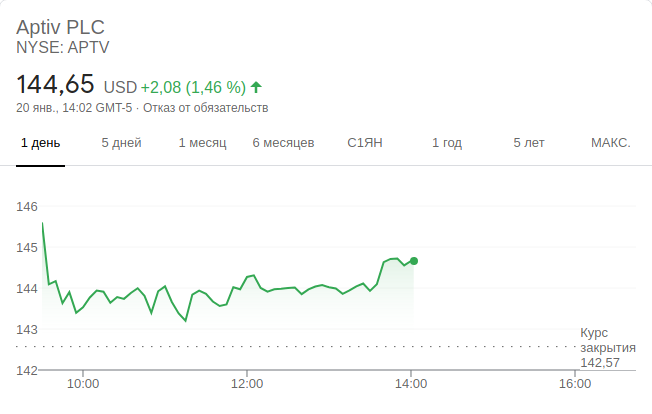 Aptiv PLC
NYSE: APTV
144,65 USD +2,08 (1,46 %)
20 янв., 14:02 GMT-5 · Отказ от обязательств
1 день 5 дней 1 месяц 6 месяцев С1ЯН 1 год 5 лет МАКС.
146
145
144
143
Курс
закрытия
142,57
142
10:00 12:00 14:00 16:00